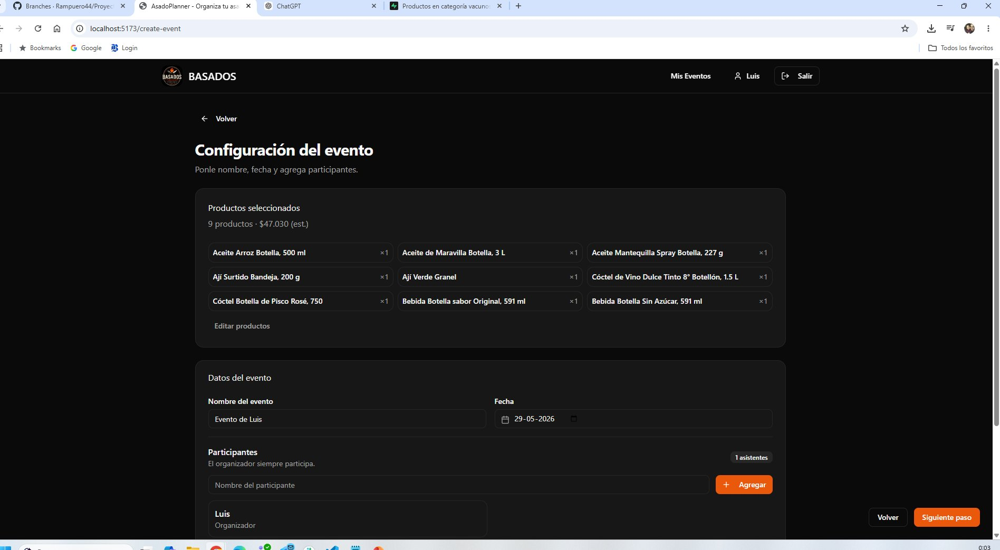 Branches · Rampuero44/Proyec
AsadoPlanner - Organiza tu asa
ChatGPT
Productos en categoría vacuno
localhost:5173/create-event
Bookmarks
Google
Login
Todos los favoritos
BASADOS
BASADOS
Mis Eventos
Luis
Salir
Volver
Configuración del evento
Ponle nombre, fecha y agrega participantes.
Productos seleccionados
9 productos · $47.030 (est.)
Aceite Arroz Botella, 500 ml ×1
Aceite de Maravilla Botella, 3 L ×1
Aceite Mantequilla Spray Botella, 227 g ×1
Ají Surtido Bandeja, 200 g ×1
Ají Verde Granel ×1
Cóctel de Vino Dulce Tinto 8° Botellón, 1.5 L ×1
Cóctel Botella de Pisco Rosé, 750 ×1
Bebida Botella sabor Original, 591 ml ×1
Bebida Botella Sin Azúcar, 591 ml ×1
Editar productos
Datos del evento
Nombre del evento
Evento de Luis
Fecha
29-05-2026
Participantes
El organizador siempre participa.
1 asistentes
Nombre del participante
+ Agregar
Luis
Organizador
Volver
Siguiente paso
0:03